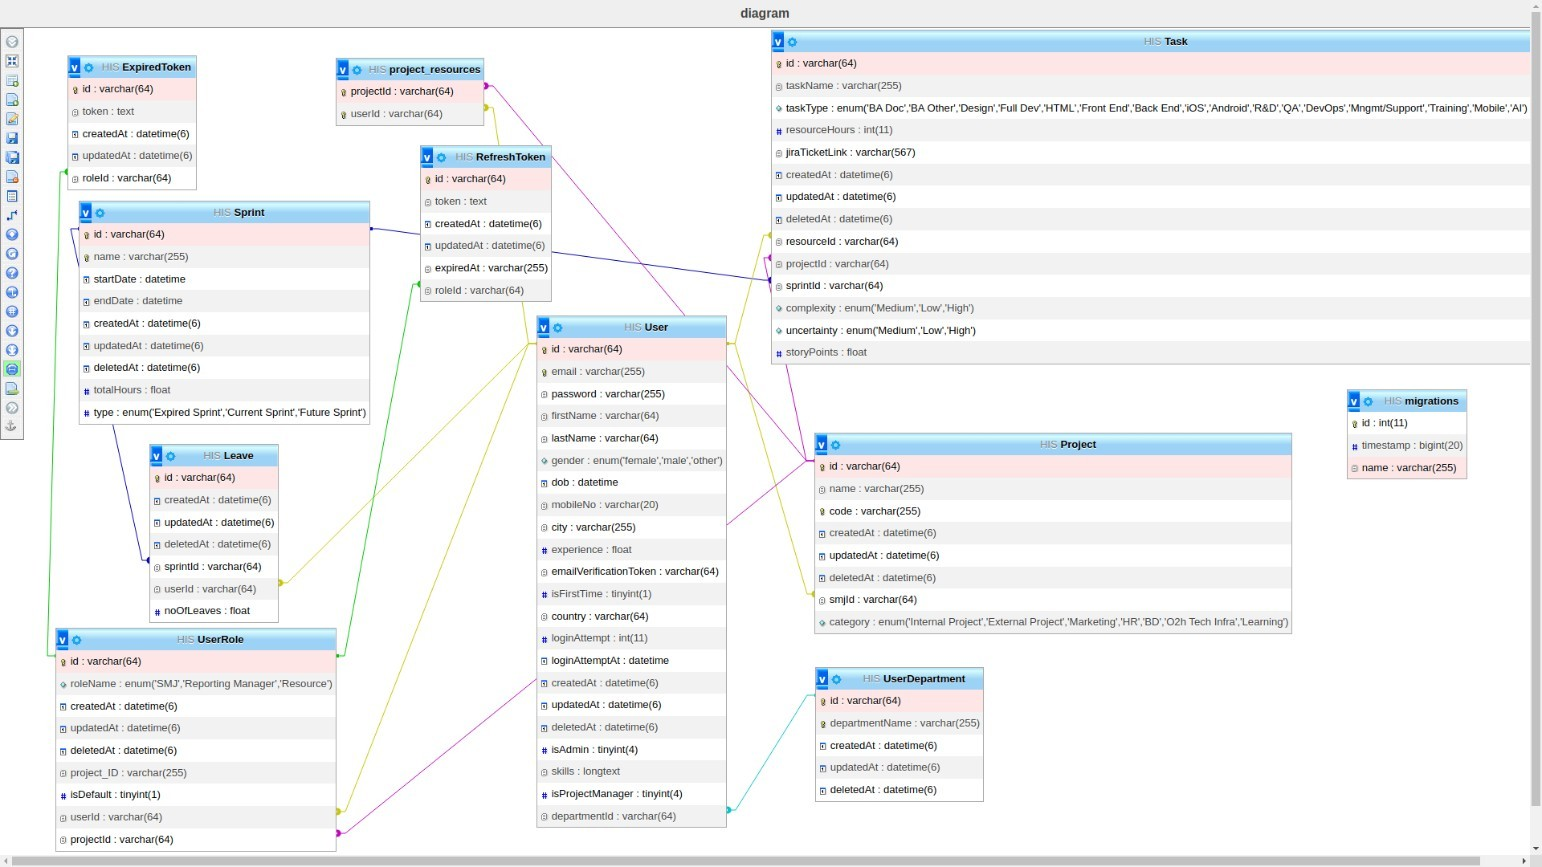 diagram
HIS ExpiredToken
id : varchar(64)
token : text
createdAt : datetime(6)
updatedAt : datetime(6)
roleId : varchar(64)
HIS project_resources
projectId : varchar(64)
userId : varchar(64)
HIS RefreshToken
id : varchar(64)
token : text
createdAt : datetime(6)
updatedAt : datetime(6)
expiredAt : varchar(255)
roleId : varchar(64)
HIS Task
id : varchar(64)
taskName : varchar(255)
taskType : enum('BA Doc','BA Other','Design','Full Dev','HTML','Front End','Back End','iOS','Android','R&D','QA','DevOps','Mngmt/Support','Training','Mobile','AI')
resourceHours : int(11)
jiraTicketLink : varchar(567)
createdAt : datetime(6)
updatedAt : datetime(6)
deletedAt : datetime(6)
resourceId : varchar(64)
projectId : varchar(64)
sprintId : varchar(64)
complexity : enum('Medium','Low','High')
uncertainty : enum('Medium','Low','High')
storyPoints : float
HIS Sprint
id : varchar(64)
name : varchar(255)
startDate : datetime
endDate : datetime
createdAt : datetime(6)
updatedAt : datetime(6)
deletedAt : datetime(6)
totalHours : float
type : enum('Expired Sprint','Current Sprint','Future Sprint')
HIS User
id : varchar(64)
email : varchar(255)
password : varchar(255)
firstName : varchar(64)
lastName : varchar(64)
gender : enum('female','male','other')
dob : datetime
mobileNo : varchar(20)
city : varchar(255)
experience : float
emailVerificationToken : varchar(64)
isFirstTime : tinyint(1)
country : varchar(64)
loginAttempt : int(11)
loginAttemptAt : datetime
createdAt : datetime(6)
updatedAt : datetime(6)
deletedAt : datetime(6)
isAdmin : tinyint(4)
skills : longtext
isProjectManager : tinyint(4)
departmentId : varchar(64)
HIS migrations
id : int(11)
timestamp : bigint(20)
name : varchar(255)
HIS Project
id : varchar(64)
name : varchar(255)
code : varchar(255)
createdAt : datetime(6)
updatedAt : datetime(6)
deletedAt : datetime(6)
smjId : varchar(64)
category : enum('Internal Project','External Project','Marketing','HR','BD','O2h Tech Infra','Learning')
HIS Leave
id : varchar(64)
createdAt : datetime(6)
updatedAt : datetime(6)
deletedAt : datetime(6)
sprintId : varchar(64)
userId : varchar(64)
noOfLeaves : float
HIS UserRole
id : varchar(64)
roleName : enum('SMJ','Reporting Manager','Resource')
createdAt : datetime(6)
updatedAt : datetime(6)
deletedAt : datetime(6)
project_ID : varchar(255)
isDefault : tinyint(1)
userId : varchar(64)
projectId : varchar(64)
HIS UserDepartment
id : varchar(64)
departmentName : varchar(255)
createdAt : datetime(6)
updatedAt : datetime(6)
deletedAt : datetime(6)